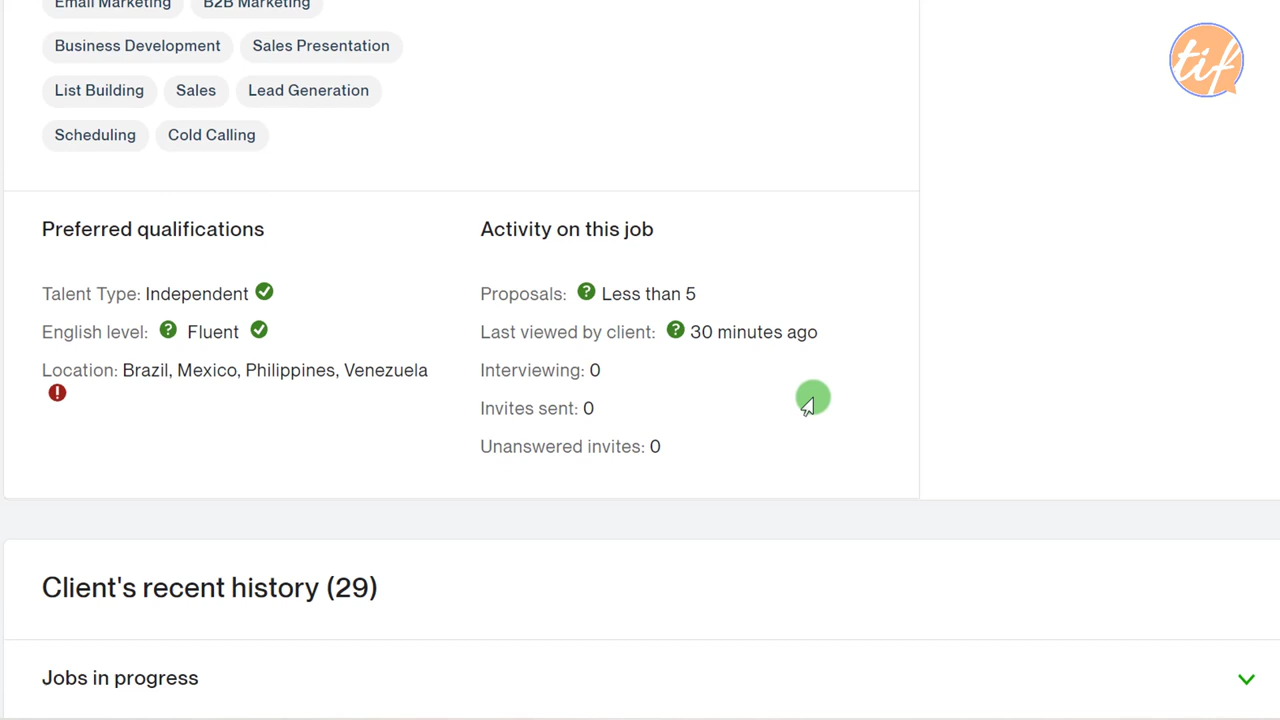 Email Marketing B2B Marketing
Business Development Sales Presentation
List Building Sales Lead Generation
Scheduling Cold Calling
tif
Preferred qualifications
Talent Type: Independent
English level: ? Fluent
Location: Brazil, Mexico, Philippines, Venezuela
!
Activity on this job
Proposals: ? Less than 5
Last viewed by client: ? 30 minutes ago
Interviewing: 0
Invites sent: 0
Unanswered invites: 0
Client's recent history (29)
Jobs in progress